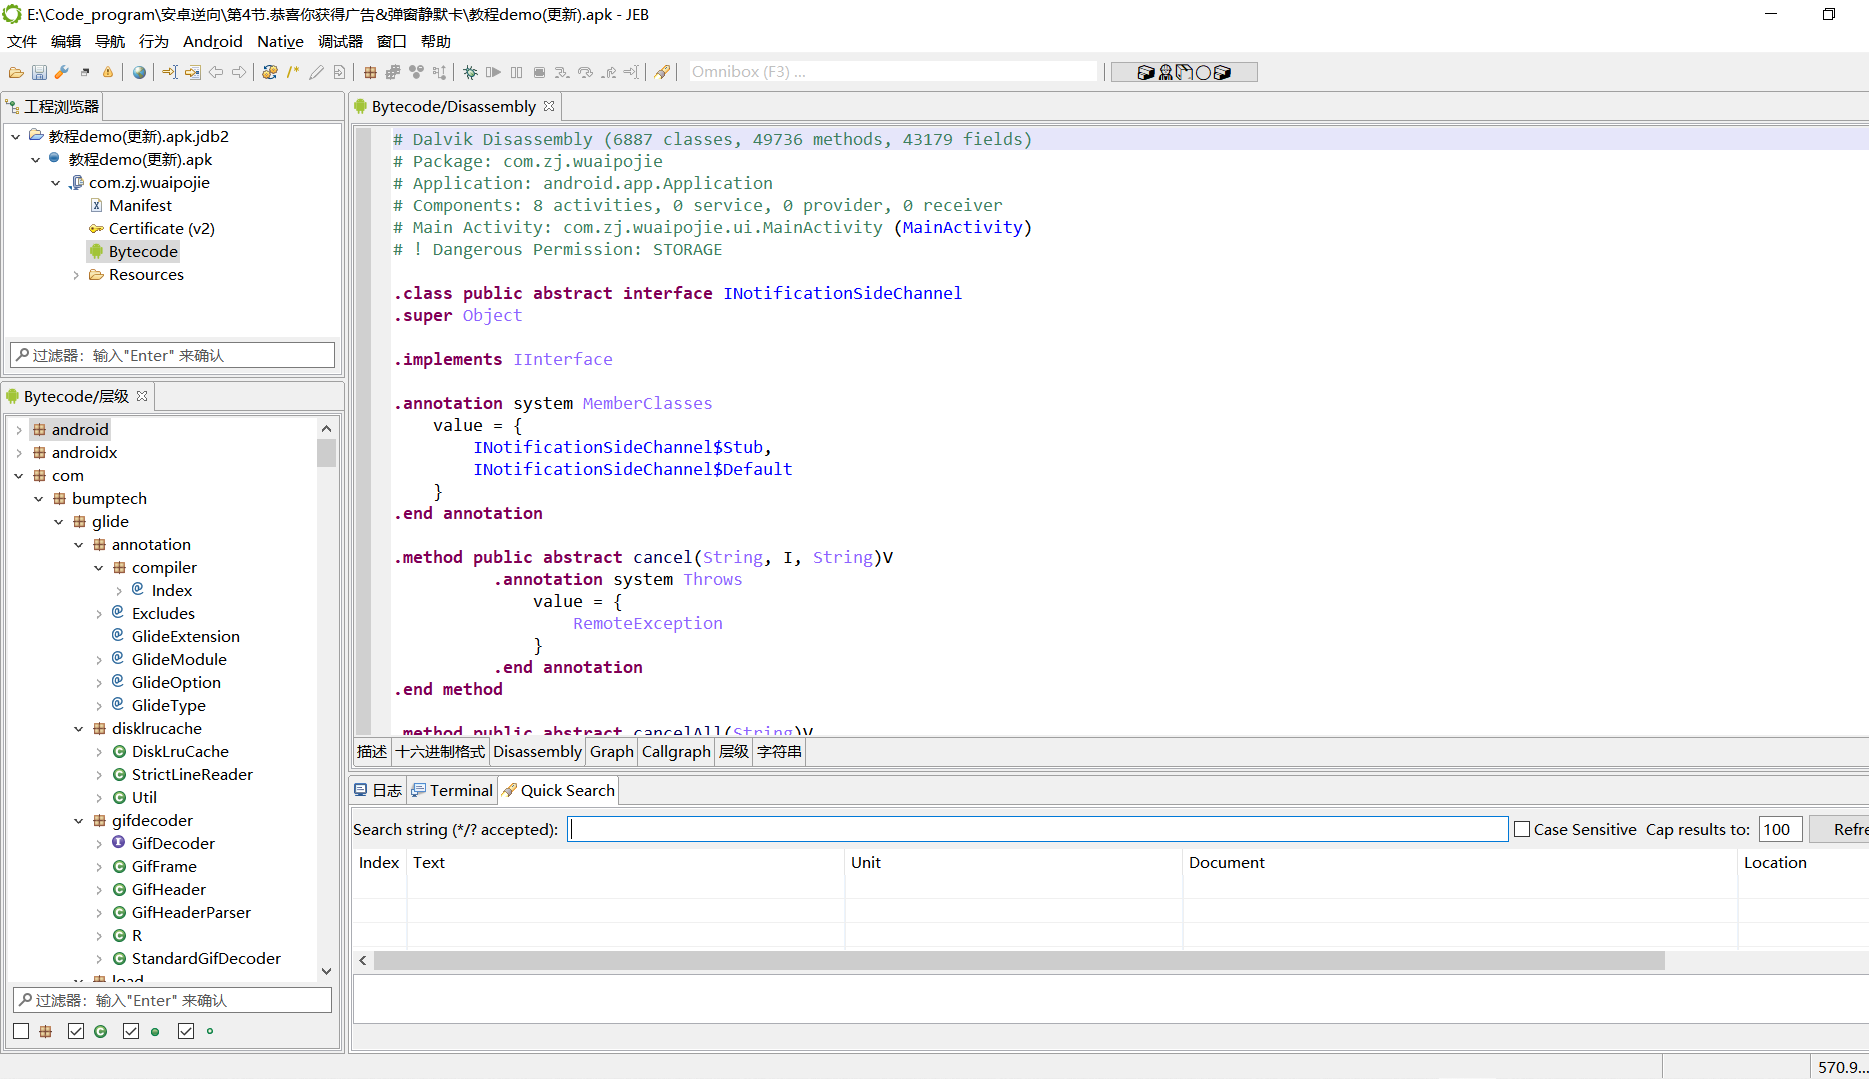 E:\Code_program\安卓逆向\第4节.恭喜你获得广告&弹窗静默卡\教程demo(更新).apk - JEB
文件 编辑 导航 行为 Android Native 调试器 窗口 帮助
Omnibox (F3) ...
工程浏览器
教程demo(更新).apk.jdb2
教程demo(更新).apk
com.zj.wuaipojie
Manifest
Certificate (v2)
Bytecode
Resources
过滤器: 输入"Enter" 来确认
Bytecode/层级
android
androidx
com
bumptech
glide
annotation
compiler
Index
Excludes
GlideExtension
GlideModule
GlideOption
GlideType
disklrucache
DiskLruCache
StrictLineReader
Util
gifdecoder
GifDecoder
GifFrame
GifHeader
GifHeaderParser
R
StandardGifDecoder
load
过滤器: 输入"Enter" 来确认
Bytecode/Disassembly
# Dalvik Disassembly (6887 classes, 49736 methods, 43179 fields)
# Package: com.zj.wuaipojie
# Application: android.app.Application
# Components: 8 activities, 0 service, 0 provider, 0 receiver
# Main Activity: com.zj.wuaipojie.ui.MainActivity (MainActivity)
# ! Dangerous Permission: STORAGE
.class public abstract interface INotificationSideChannel
.super Object
.implements IInterface
.annotation system MemberClasses
value = {
INotificationSideChannel$Stub,
INotificationSideChannel$Default
}
.end annotation
.method public abstract cancel(String, I, String)V
.annotation system Throws
value = {
RemoteException
}
.end annotation
.end method
.method public abstract cancelAll(String)V
描述 十六进制格式 Disassembly Graph Callgraph 层级 字符串
日志 Terminal Quick Search
Search string (*/? accepted): Case Sensitive Cap results to: 100 Refre
Index Text Unit Document Location
570.9...